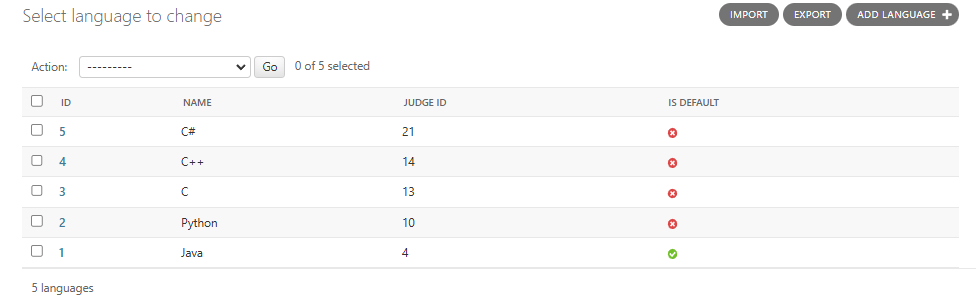 Select language to change
IMPORT EXPORT ADD LANGUAGE +
Action: --------- Go 0 of 5 selected
ID NAME JUDGE ID IS DEFAULT
5 C# 21
4 C++ 14
3 C 13
2 Python 10
1 Java 4
5 languages